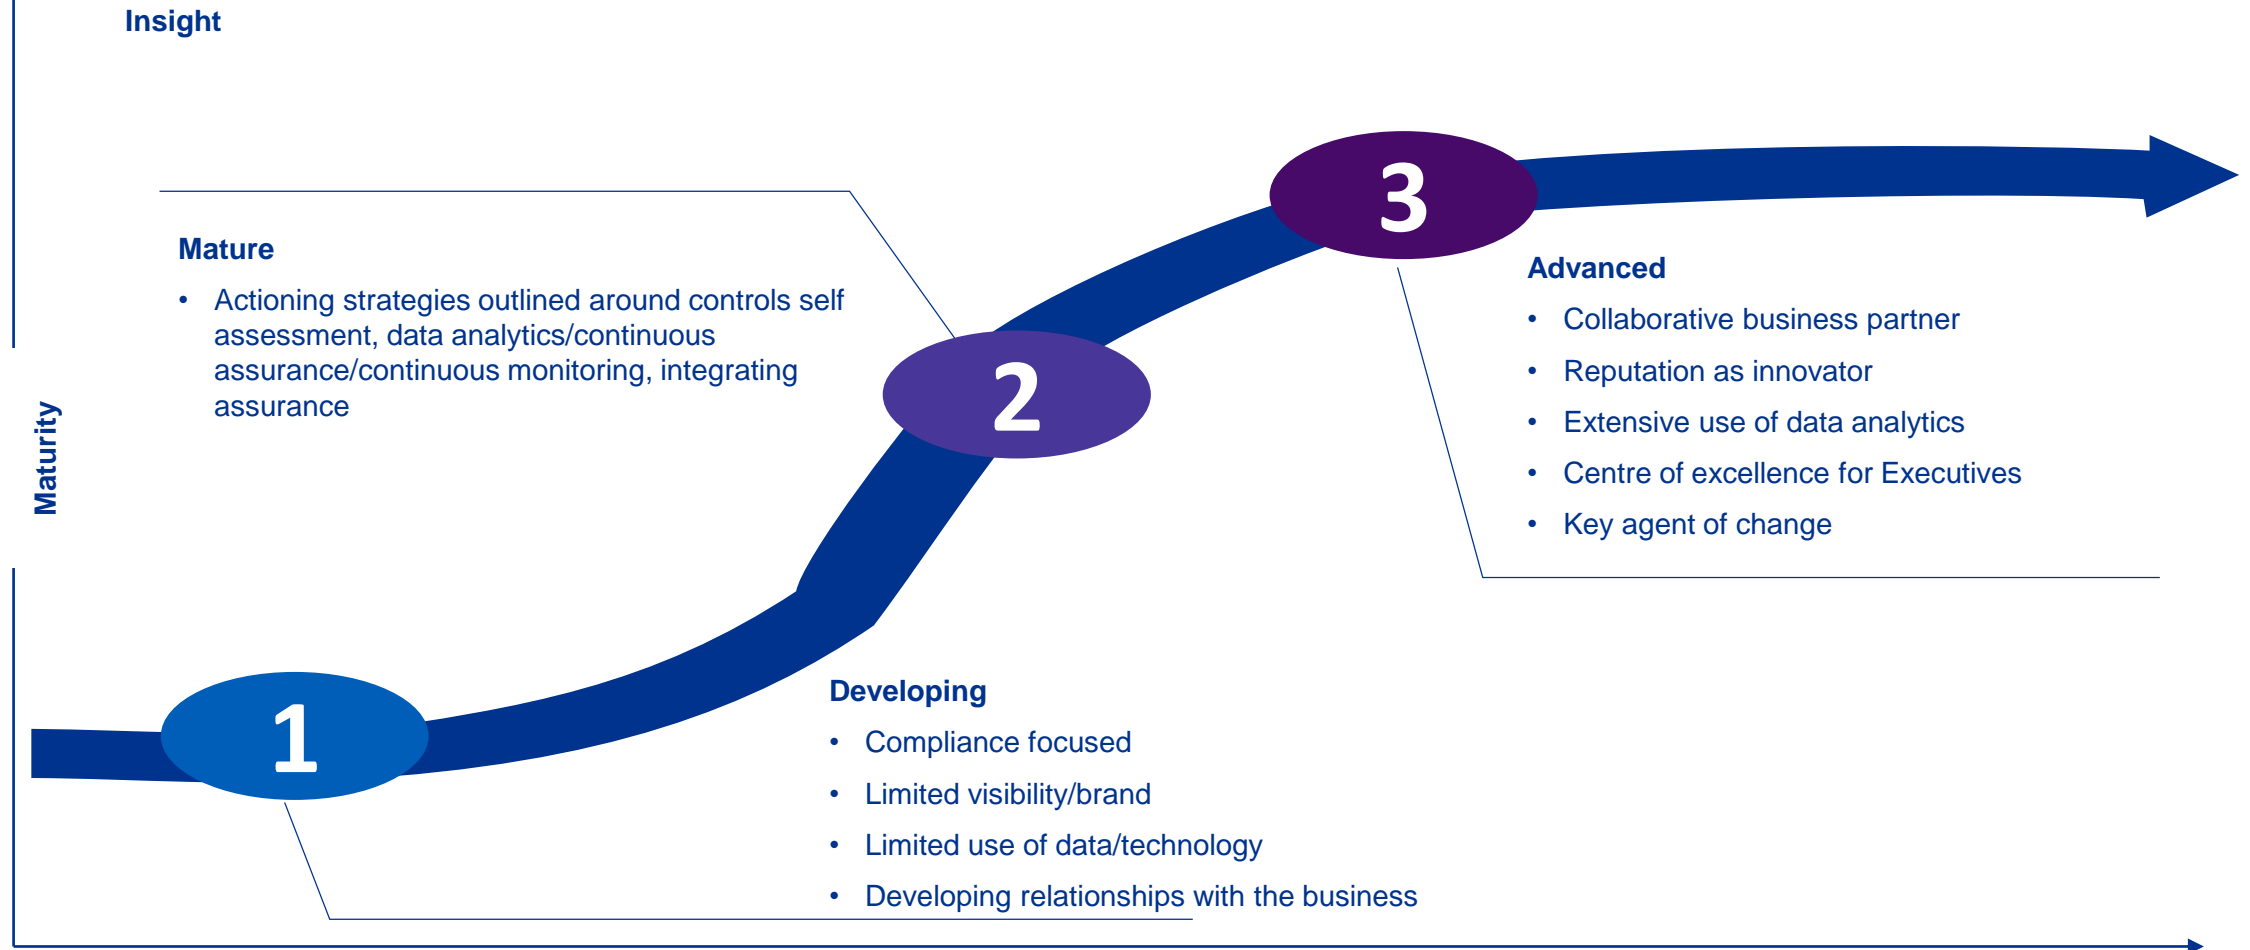 Insight
Maturity
Mature
• Actioning strategies outlined around controls self
assessment, data analytics/continuous
assurance/continuous monitoring, integrating
assurance
3
Advanced
• Collaborative business partner
• Reputation as innovator
• Extensive use of data analytics
• Centre of excellence for Executives
• Key agent of change
2
1
Developing
• Compliance focused
• Limited visibility/brand
• Limited use of data/technology
• Developing relationships with the business